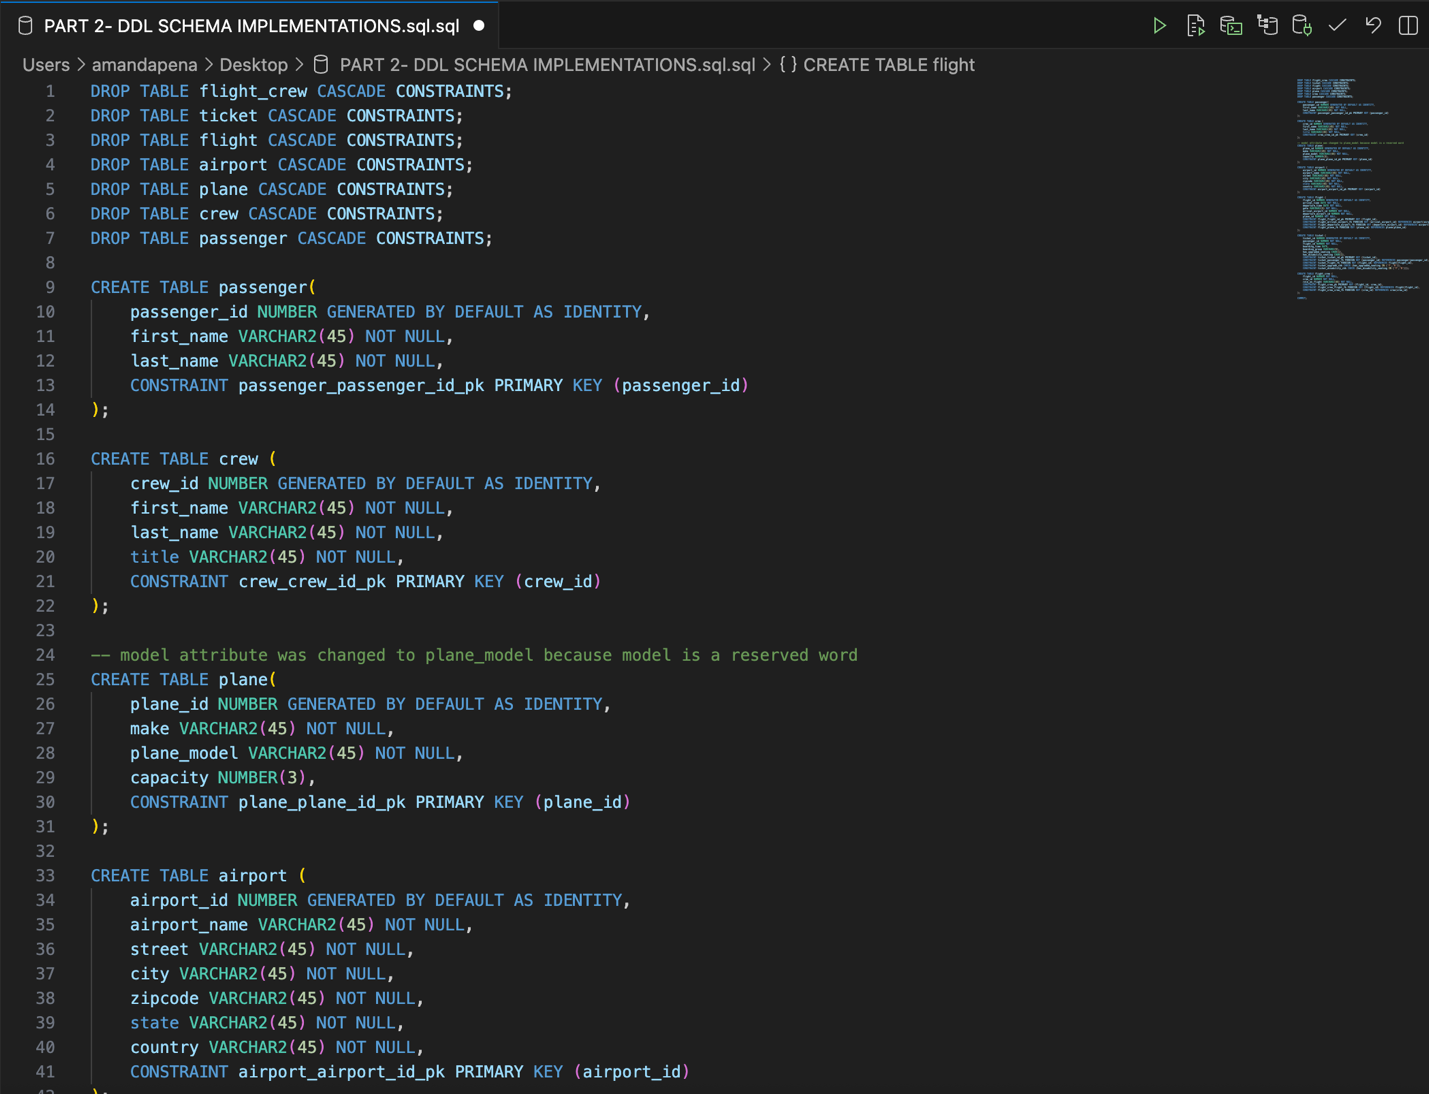 PART 2- DDL SCHEMA IMPLEMENTATIONS.sql.sql
Users > amandapena > Desktop > PART 2- DDL SCHEMA IMPLEMENTATIONS.sql.sql > { } CREATE TABLE flight
1 DROP TABLE flight_crew CASCADE CONSTRAINTS;
2 DROP TABLE ticket CASCADE CONSTRAINTS;
3 DROP TABLE flight CASCADE CONSTRAINTS;
4 DROP TABLE airport CASCADE CONSTRAINTS;
5 DROP TABLE plane CASCADE CONSTRAINTS;
6 DROP TABLE crew CASCADE CONSTRAINTS;
7 DROP TABLE passenger CASCADE CONSTRAINTS;
8
9 CREATE TABLE passenger(
10 passenger_id NUMBER GENERATED BY DEFAULT AS IDENTITY,
11 first_name VARCHAR2(45) NOT NULL,
12 last_name VARCHAR2(45) NOT NULL,
13 CONSTRAINT passenger_passenger_id_pk PRIMARY KEY (passenger_id)
14 );
15
16 CREATE TABLE crew (
17 crew_id NUMBER GENERATED BY DEFAULT AS IDENTITY,
18 first_name VARCHAR2(45) NOT NULL,
19 last_name VARCHAR2(45) NOT NULL,
20 title VARCHAR2(45) NOT NULL,
21 CONSTRAINT crew_crew_id_pk PRIMARY KEY (crew_id)
22 );
23
24 -- model attribute was changed to plane_model because model is a reserved word
25 CREATE TABLE plane(
26 plane_id NUMBER GENERATED BY DEFAULT AS IDENTITY,
27 make VARCHAR2(45) NOT NULL,
28 plane_model VARCHAR2(45) NOT NULL,
29 capacity NUMBER(3),
30 CONSTRAINT plane_plane_id_pk PRIMARY KEY (plane_id)
31 );
32
33 CREATE TABLE airport (
34 airport_id NUMBER GENERATED BY DEFAULT AS IDENTITY,
35 airport_name VARCHAR2(45) NOT NULL,
36 street VARCHAR2(45) NOT NULL,
37 city VARCHAR2(45) NOT NULL,
38 zipcode VARCHAR2(45) NOT NULL,
39 state VARCHAR2(45) NOT NULL,
40 country VARCHAR2(45) NOT NULL,
41 CONSTRAINT airport_airport_id_pk PRIMARY KEY (airport_id)